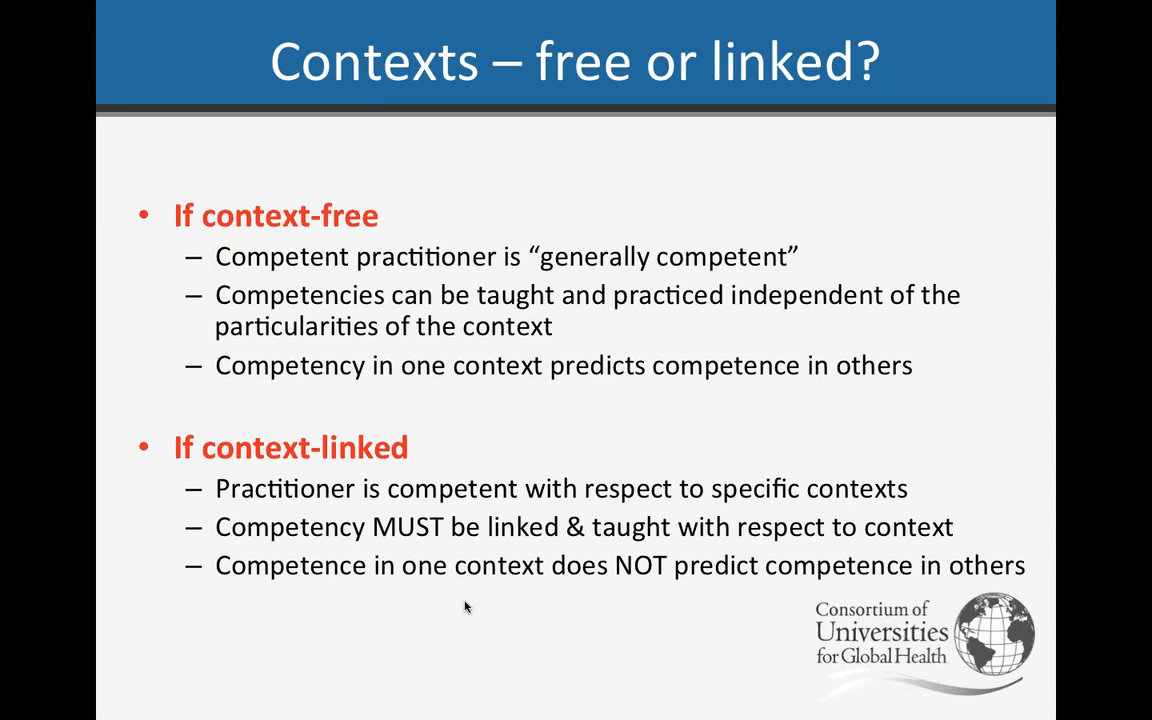 Contexts – free or linked?
• If context-free
– Competent practitioner is “generally competent”
– Competencies can be taught and practiced independent of the
particularities of the context
– Competency in one context predicts competence in others
• If context-linked
– Practitioner is competent with respect to specific contexts
– Competency MUST be linked & taught with respect to context
– Competence in one context does NOT predict competence in others
Consortium of
Universities
for Global Health